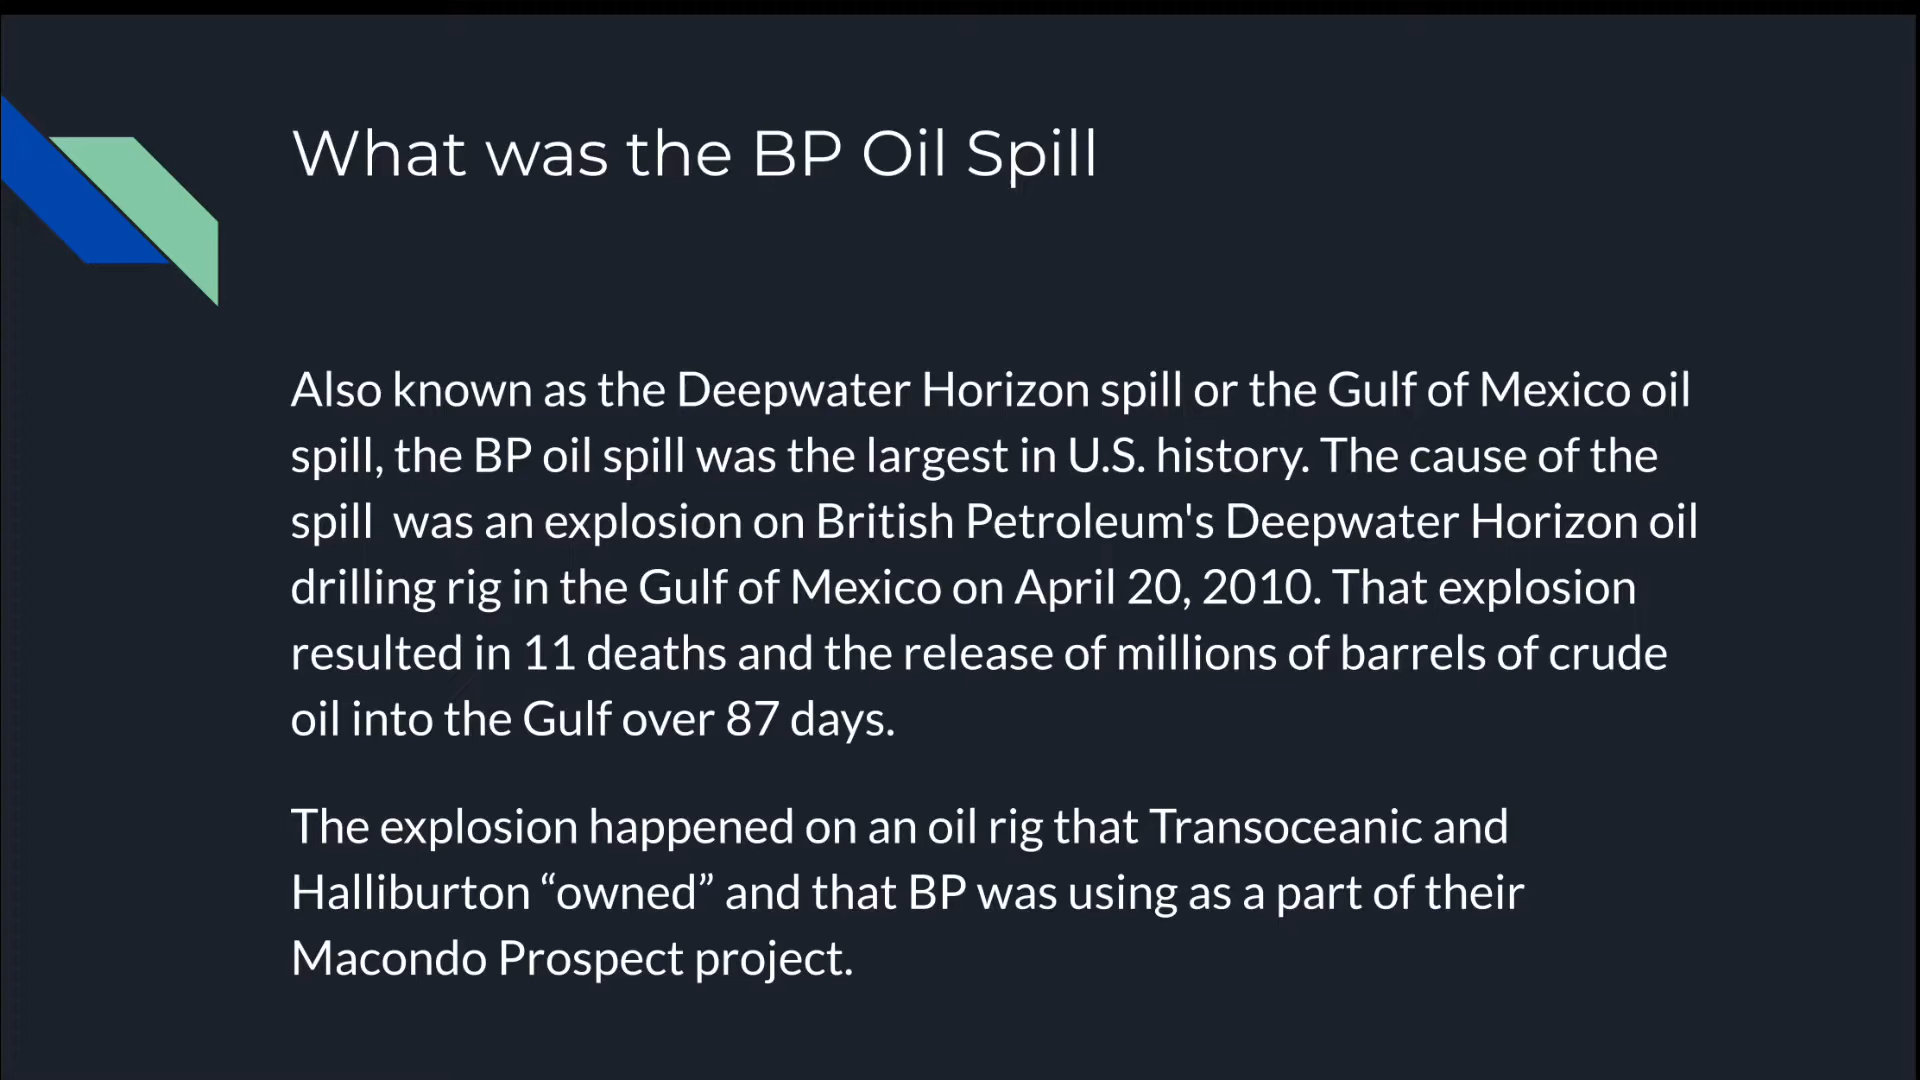 What was the BP Oil Spill
Also known as the Deepwater Horizon spill or the Gulf of Mexico oil
spill, the BP oil spill was the largest in U.S. history. The cause of the
spill  was an explosion on British Petroleum's Deepwater Horizon oil
drilling rig in the Gulf of Mexico on April 20, 2010. That explosion
resulted in 11 deaths and the release of millions of barrels of crude
oil into the Gulf over 87 days.
The explosion happened on an oil rig that Transoceanic and
Halliburton “owned” and that BP was using as a part of their
Macondo Prospect project.